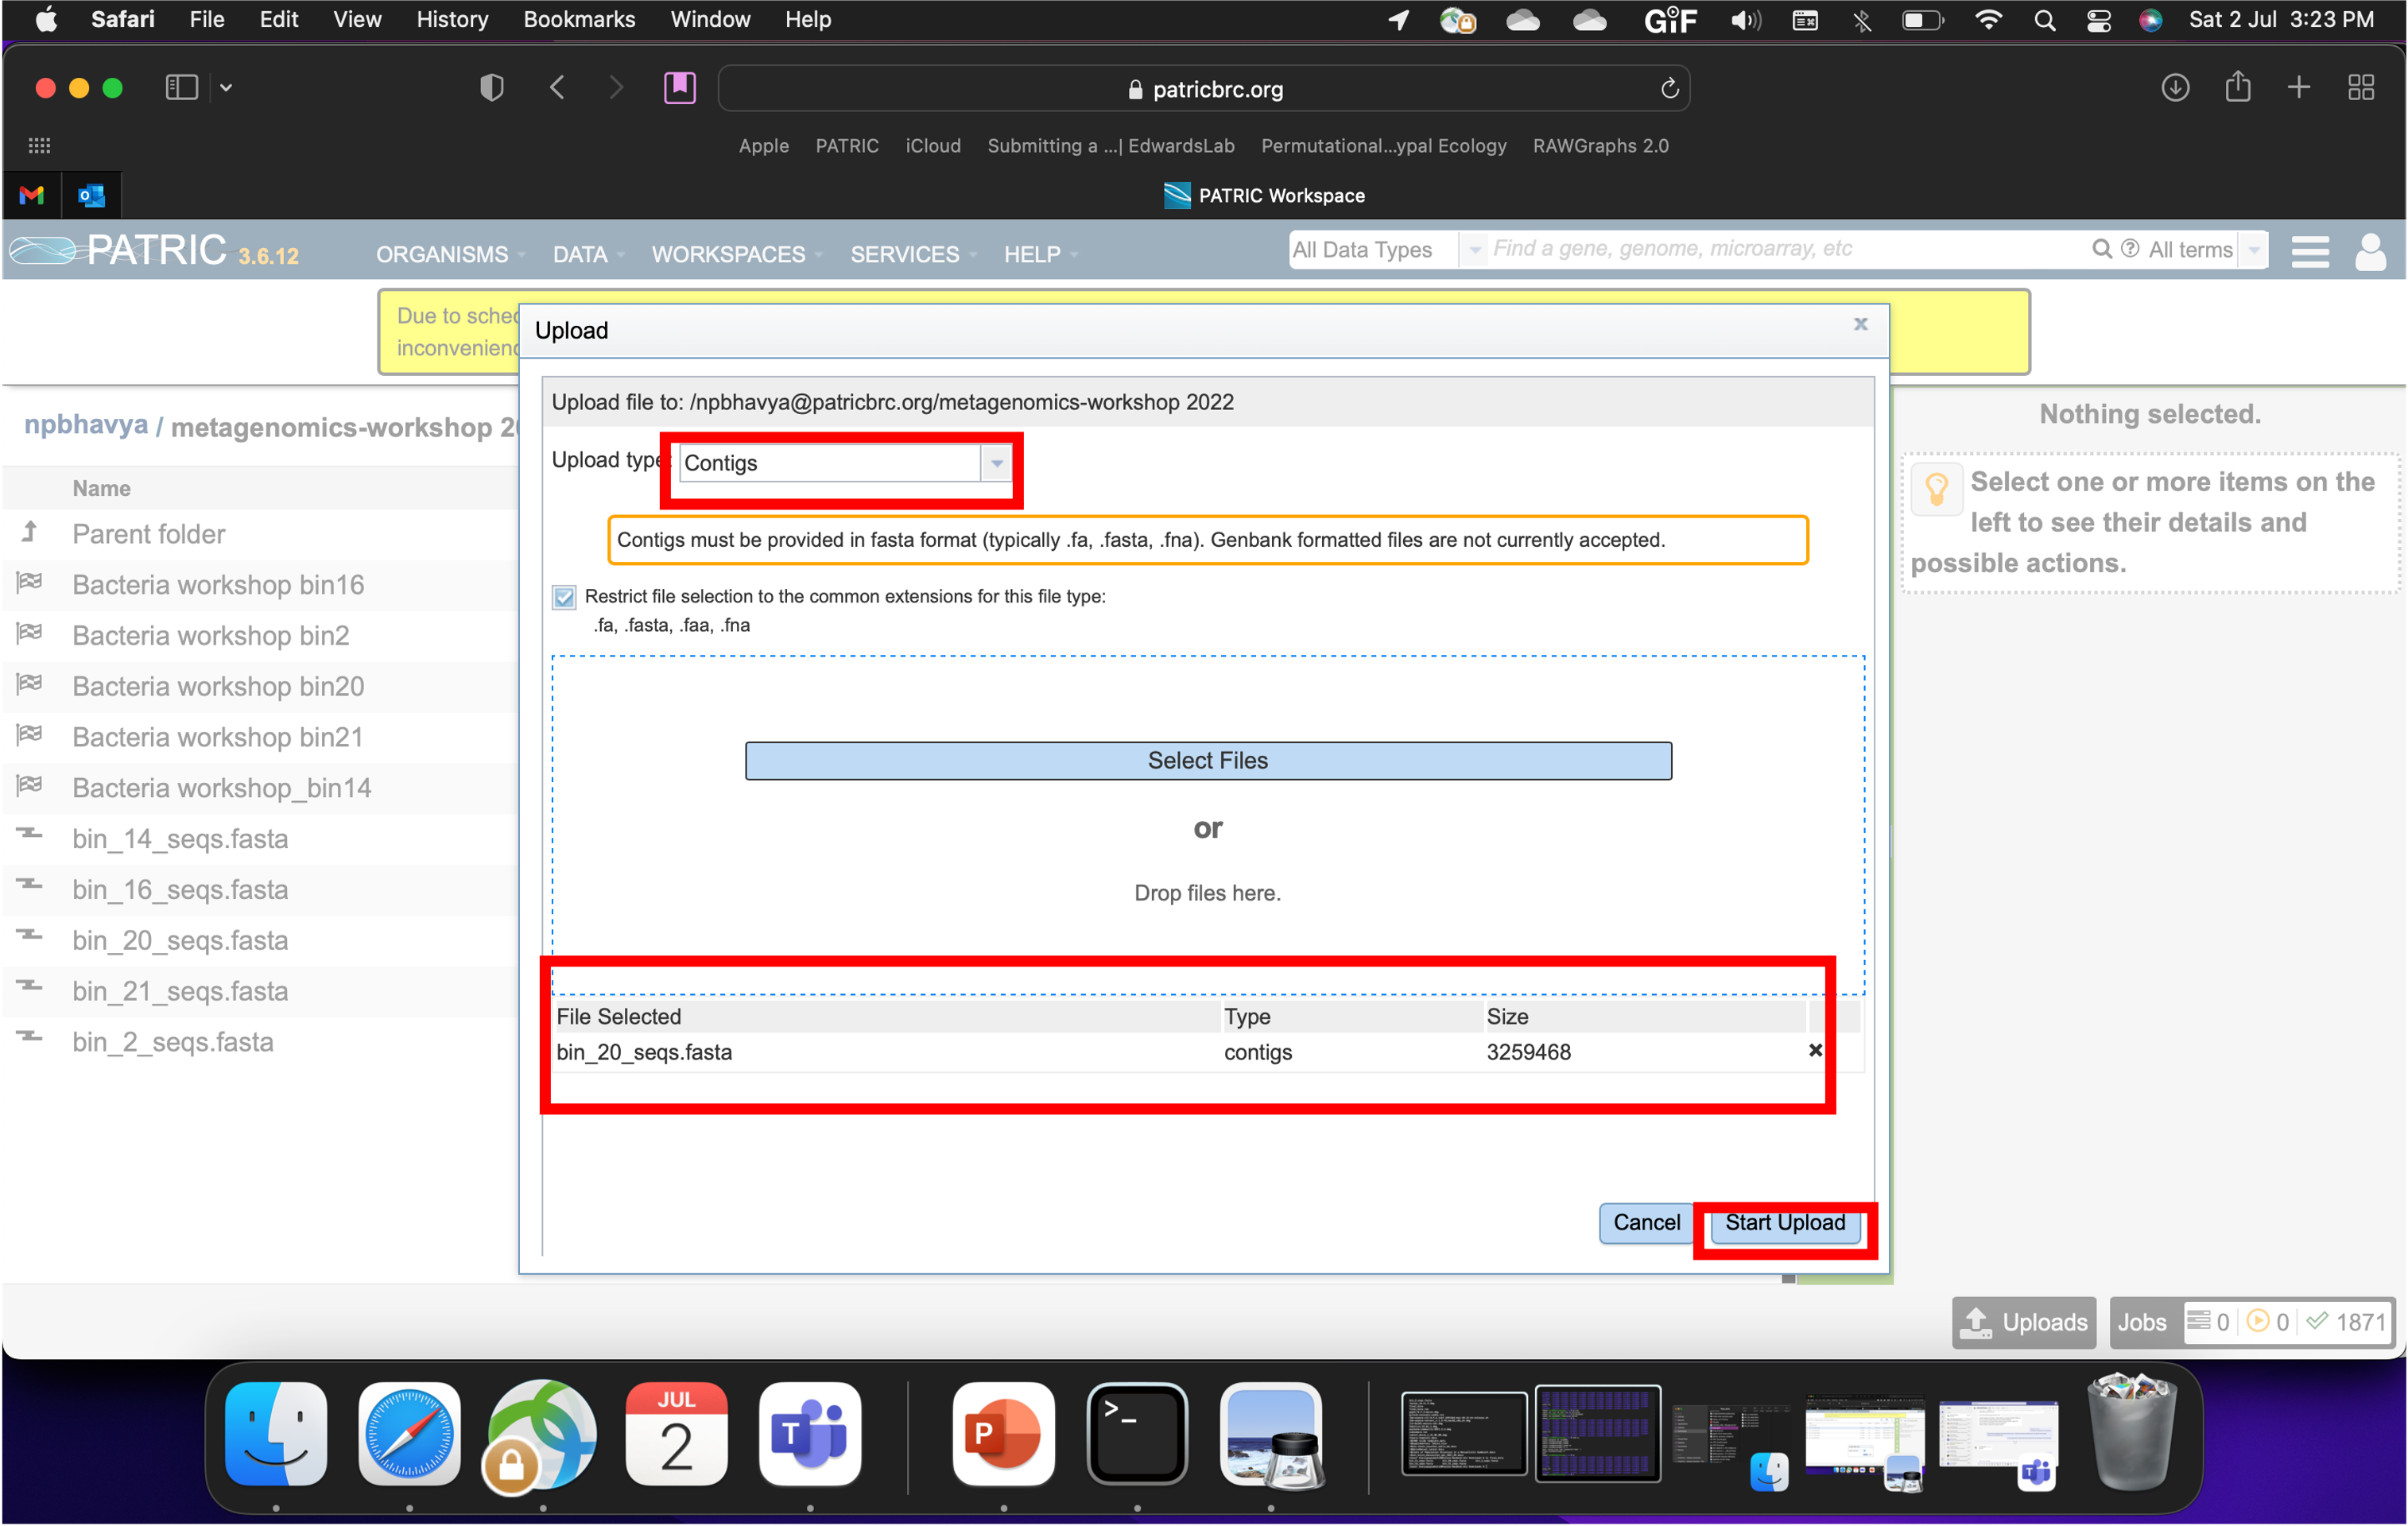 Safari File Edit View History Bookmarks Window Help GIF Sat 2 Jul 3:23 PM
patricbrc.org
Apple PATRIC iCloud Submitting a ...| EdwardsLab Permutational...ypal Ecology RAWGraphs 2.0
PATRIC Workspace
PATRIC 3.6.12 ORGANISMS DATA WORKSPACES SERVICES HELP All Data Types Find a gene, genome, microarray, etc All terms
Due to sched
inconvenienc
Upload
Upload file to: /npbhavya@patricbrc.org/metagenomics-workshop 2022
Upload type:
Contigs
Contigs must be provided in fasta format (typically .fa, .fasta, .fna). Genbank formatted files are not currently accepted.
Restrict file selection to the common extensions for this file type:
.fa, .fasta, .faa, .fna
Select Files
or
Drop files here.
File Selected Type Size
bin_20_seqs.fasta contigs 3259468
Cancel Start Upload
npbhavya / metagenomics-workshop 20
Name
Parent folder
Bacteria workshop bin16
Bacteria workshop bin2
Bacteria workshop bin20
Bacteria workshop bin21
Bacteria workshop_bin14
bin_14_seqs.fasta
bin_16_seqs.fasta
bin_20_seqs.fasta
bin_21_seqs.fasta
bin_2_seqs.fasta
Nothing selected.
Select one or more items on the
left to see their details and
possible actions.
Uploads Jobs 0 0 1871
JUL
2
T
P
>_